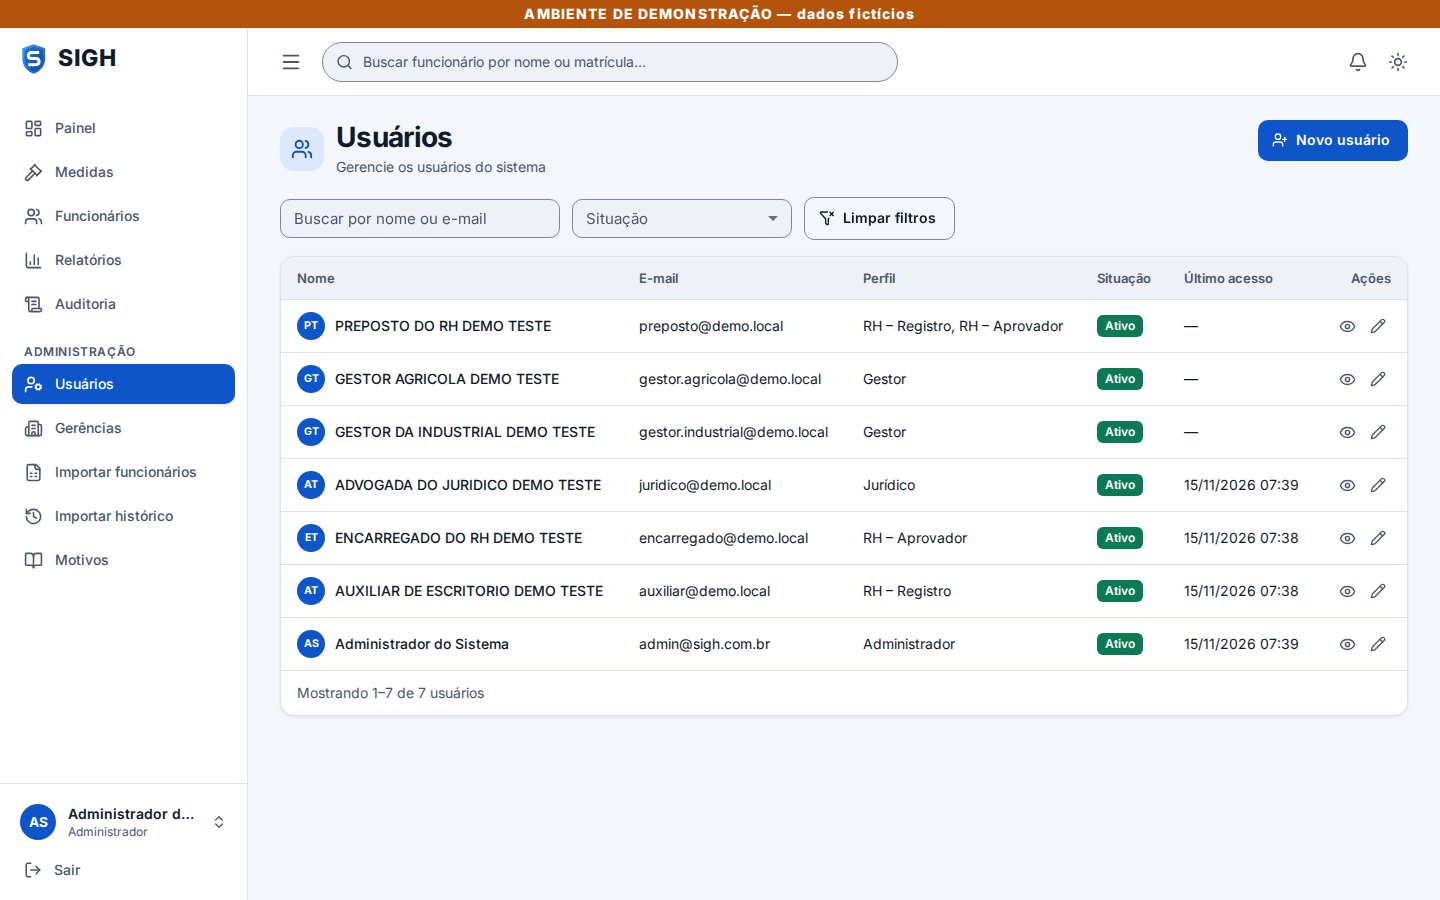 AMBIENTE DE DEMONSTRAÇÃO — dados fictícios
SIGH
Buscar funcionário por nome ou matrícula...
Painel
Medidas
Funcionários
Relatórios
Auditoria
ADMINISTRAÇÃO
Usuários
Gerências
Importar funcionários
Importar histórico
Motivos
Administrador d...
Administrador
Sair
Usuários
Gerencie os usuários do sistema
Novo usuário
Buscar por nome ou e-mail
Situação
Limpar filtros
Nome E-mail Perfil Situação Último acesso Ações
PT PREPOSTO DO RH DEMO TESTE preposto@demo.local RH – Registro, RH – Aprovador Ativo —
GT GESTOR AGRICOLA DEMO TESTE gestor.agricola@demo.local Gestor Ativo —
GT GESTOR DA INDUSTRIAL DEMO TESTE gestor.industrial@demo.local Gestor Ativo —
AT ADVOGADA DO JURIDICO DEMO TESTE juridico@demo.local Jurídico Ativo 15/11/2026 07:39
ET ENCARREGADO DO RH DEMO TESTE encarregado@demo.local RH – Aprovador Ativo 15/11/2026 07:38
AT AUXILIAR DE ESCRITORIO DEMO TESTE auxiliar@demo.local RH – Registro Ativo 15/11/2026 07:38
AS Administrador do Sistema admin@sigh.com.br Administrador Ativo 15/11/2026 07:39
Mostrando 1–7 de 7 usuários
AS